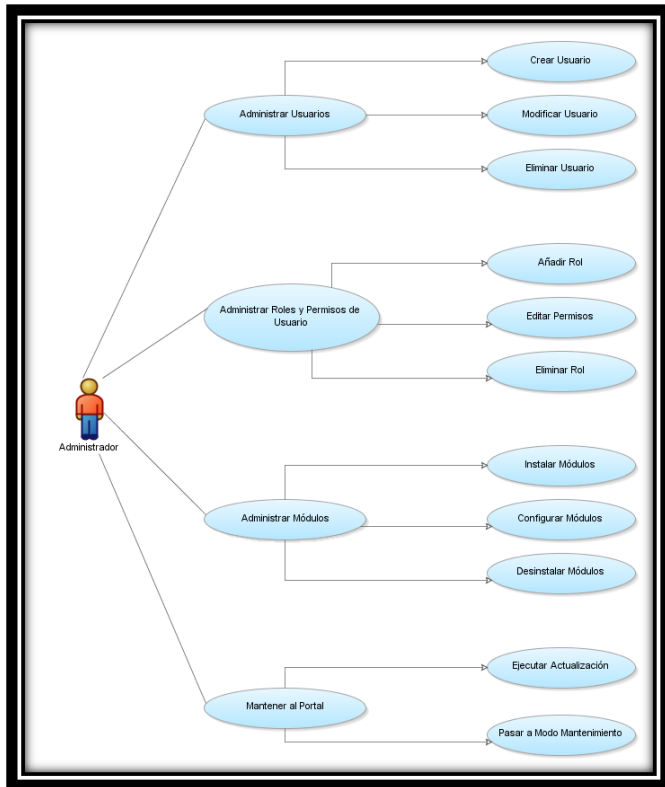 Crear Usuario
Administrar Usuarios
Modificar Usuario
Eliminar Usuario
Añadir Rol
Administrar Roles y Permisos de
Usuario
Editar Permisos
Eliminar Rol
Administrador
Instalar Módulos
Administrar Módulos
Configurar Módulos
Desinstalar Módulos
Ejecutar Actualización
Mantener al Portal
Pasar a Modo Mantenimiento